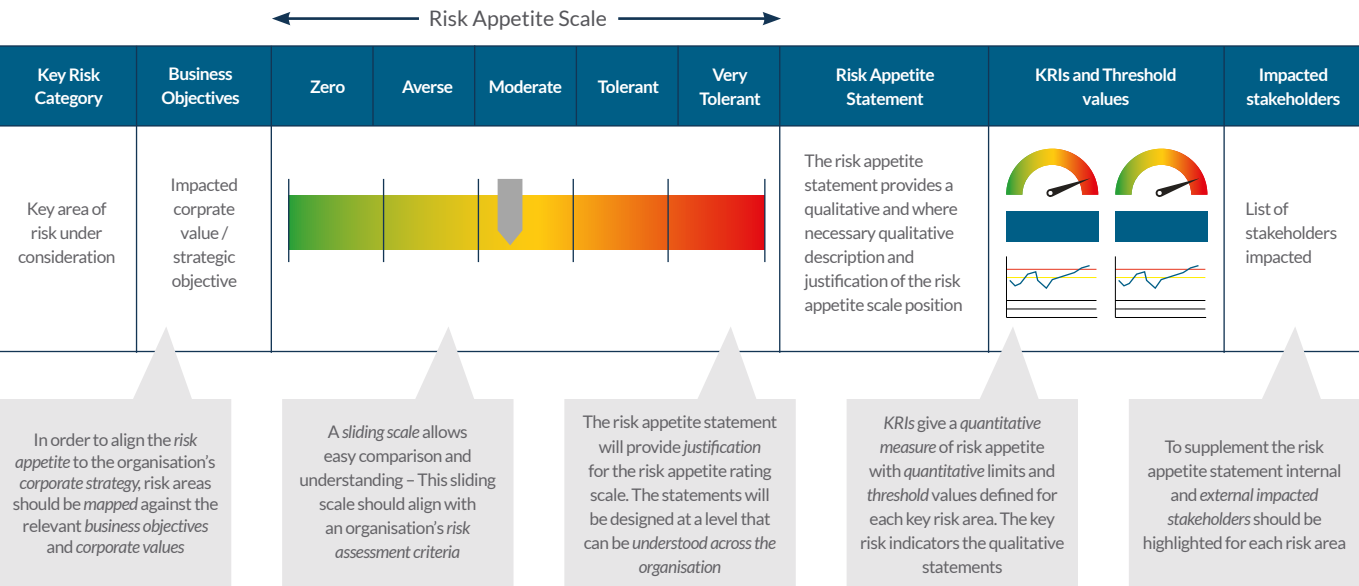 Risk Appetite Scale
Key Risk
Category
Business
Objectives
Zero
Averse
Moderate
Tolerant
Very
Tolerant
Risk Appetite
Statement
KRIs and Threshold
values
Impacted
stakeholders
Key area of
risk under
consideration
Impacted
corprate
value /
strategic
objective
The risk appetite
statement provides a
qualitative and where
necessary qualitative
description and
justification of the risk
appetite scale position
List of
stakeholders
impacted
In order to align the risk
appetite to the organisation's
corporate strategy, risk areas
should be mapped against the
relevant business objectives
and corporate values
A sliding scale allows
easy comparison and
understanding – This sliding
scale should align with
an organisation's risk
assessment criteria
The risk appetite statement
will provide justification
for the risk appetite rating
scale. The statements will
be designed at a level that
can be understood across the
organisation
KRIs give a quantitative
measure of risk appetite
with quantitative limits and
threshold values defined for
each key risk area. The key
risk indicators the qualitative
statements
To supplement the risk
appetite statement internal
and external impacted
stakeholders should be
highlighted for each risk area